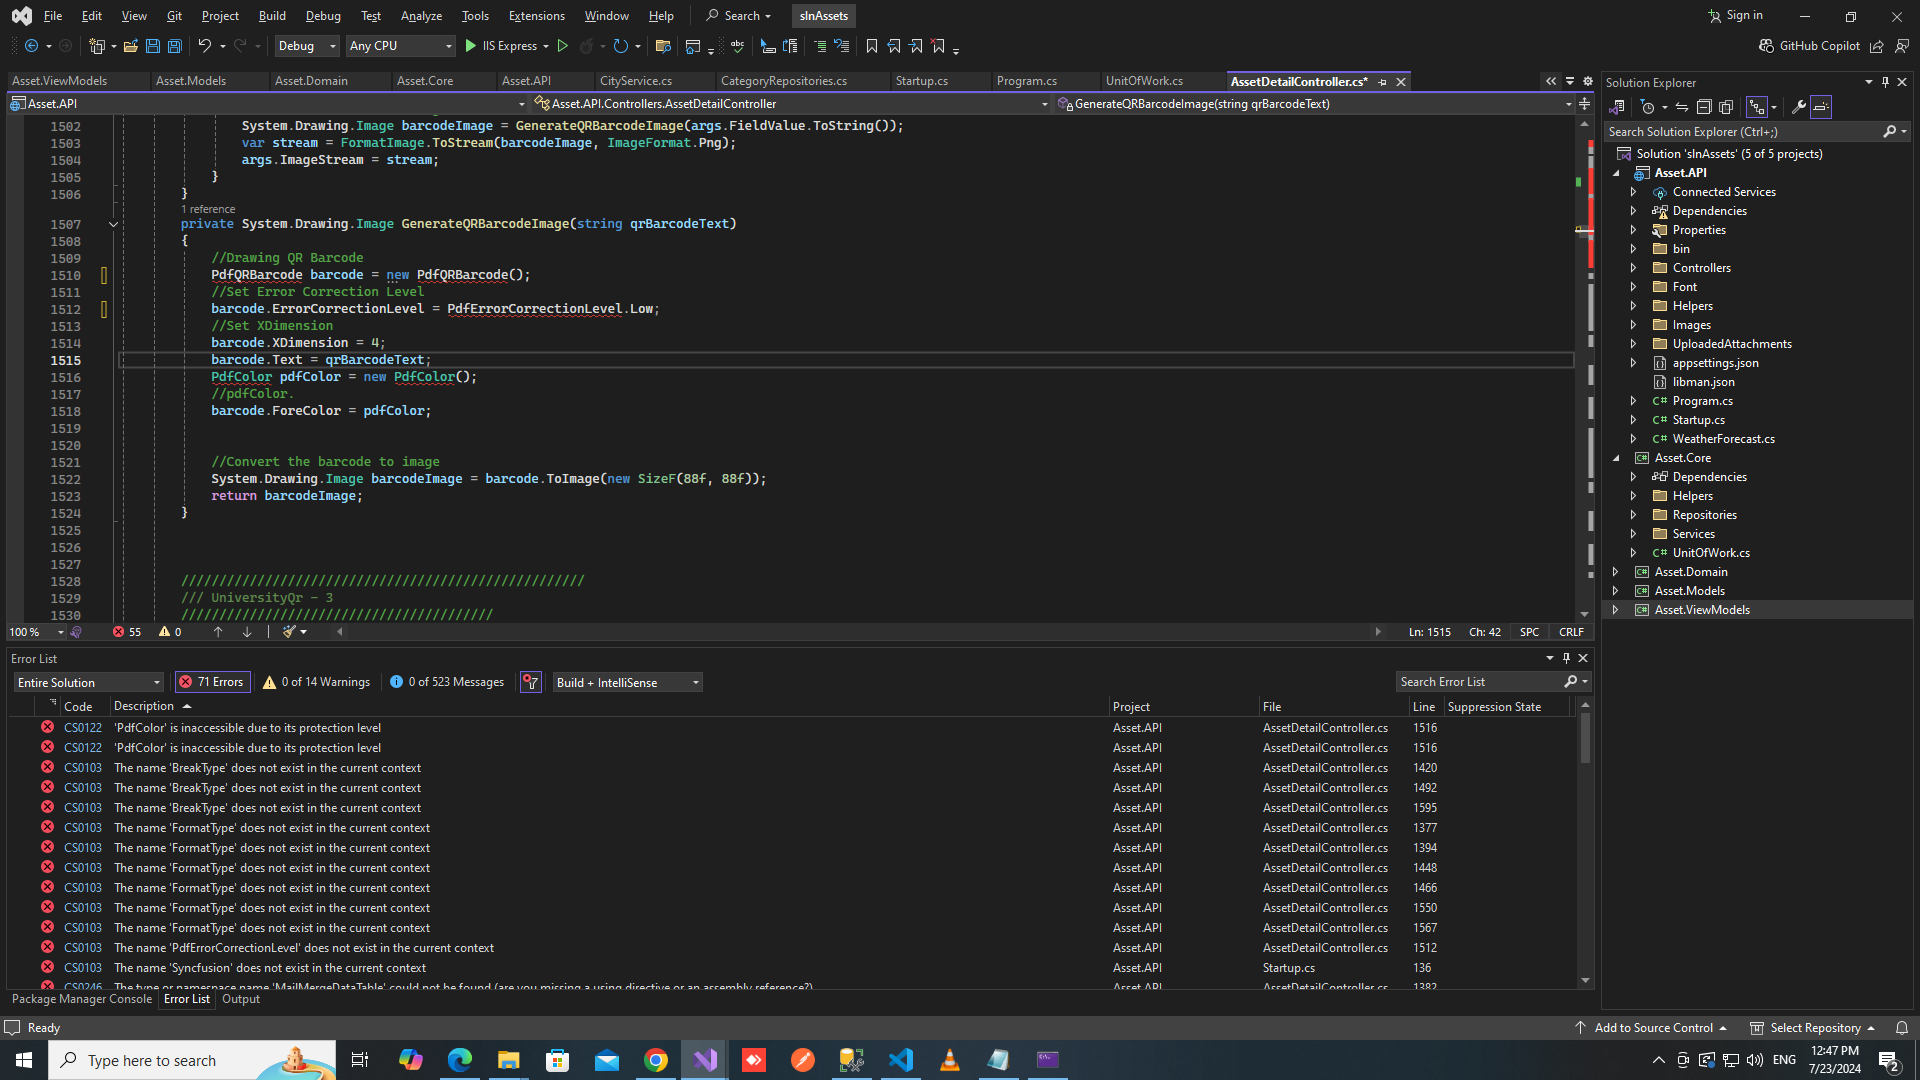 File Edit View Git Project Build Debug Test Analyze Tools Extensions Window Help Search slnAssets Sign in
Debug Any CPU IIS Express GitHub Copilot
Asset.ViewModels Asset.Models Asset.Domain Asset.Core Asset.API CityService.cs CategoryRepositories.cs Startup.cs Program.cs UnitOfWork.cs AssetDetailController.cs*
Asset.API Asset.API.Controllers.AssetDetailController GenerateQRBarcodeImage(string qrBarcodeText)
1502 System.Drawing.Image barcodeImage = GenerateQRBarcodeImage(args.FieldValue.ToString());
1503 var stream = FormatImage.ToStream(barcodeImage, ImageFormat.Png);
1504 args.ImageStream = stream;
1505 }
1506 }
1 reference
1507 private System.Drawing.Image GenerateQRBarcodeImage(string qrBarcodeText)
1508 {
1509 //Drawing QR Barcode
1510 PdfQRBarcode barcode = new PdfQRBarcode();
1511 //Set Error Correction Level
1512 barcode.ErrorCorrectionLevel = PdfErrorCorrectionLevel.Low;
1513 //Set XDimension
1514 barcode.XDimension = 4;
1515 barcode.Text = qrBarcodeText;
1516 PdfColor pdfColor = new PdfColor();
1517 //pdfColor.
1518 barcode.ForeColor = pdfColor;
1519
1520
1521 //Convert the barcode to image
1522 System.Drawing.Image barcodeImage = barcode.ToImage(new SizeF(88f, 88f));
1523 return barcodeImage;
1524 }
1525
1526
1527
1528 /////////////////////////////////////////////////////
1529 /// UniversityQr - 3
1530 /////////////////////////////////////////
100 % 55 0 Ln: 1515 Ch: 42 SPC CRLF
Error List
Entire Solution 71 Errors 0 of 14 Warnings 0 of 523 Messages Build + IntelliSense Search Error List
Code Description Project File Line Suppression State
CS0122 'PdfColor' is inaccessible due to its protection level Asset.API AssetDetailController.cs 1516
CS0122 'PdfColor' is inaccessible due to its protection level Asset.API AssetDetailController.cs 1516
CS0103 The name 'BreakType' does not exist in the current context Asset.API AssetDetailController.cs 1420
CS0103 The name 'BreakType' does not exist in the current context Asset.API AssetDetailController.cs 1492
CS0103 The name 'BreakType' does not exist in the current context Asset.API AssetDetailController.cs 1595
CS0103 The name 'FormatType' does not exist in the current context Asset.API AssetDetailController.cs 1377
CS0103 The name 'FormatType' does not exist in the current context Asset.API AssetDetailController.cs 1394
CS0103 The name 'FormatType' does not exist in the current context Asset.API AssetDetailController.cs 1448
CS0103 The name 'FormatType' does not exist in the current context Asset.API AssetDetailController.cs 1466
CS0103 The name 'FormatType' does not exist in the current context Asset.API AssetDetailController.cs 1550
CS0103 The name 'FormatType' does not exist in the current context Asset.API AssetDetailController.cs 1567
CS0103 The name 'PdfErrorCorrectionLevel' does not exist in the current context Asset.API AssetDetailController.cs 1512
CS0103 The name 'Syncfusion' does not exist in the current context Asset.API Startup.cs 136
CS0246 The type or namespace name 'MailMergeDataTable' could not be found (are you missing a using directive or an assembly reference?) Asset.API AssetDetailController.cs 1382
Package Manager Console Error List Output
Solution Explorer
Search Solution Explorer (Ctrl+;)
Solution 'slnAssets' (5 of 5 projects)
Asset.API
Connected Services
Dependencies
Properties
bin
Controllers
Font
Helpers
Images
UploadedAttachments
appsettings.json
libman.json
C# Program.cs
C# Startup.cs
C# WeatherForecast.cs
C# Asset.Core
Dependencies
Helpers
Repositories
Services
C# UnitOfWork.cs
C# Asset.Domain
C# Asset.Models
C# Asset.ViewModels
Ready Add to Source Control Select Repository
Type here to search ENG 12:47 PM
7/23/2024 2